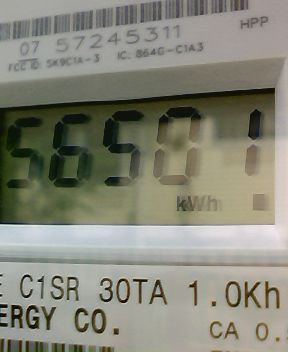 HPP
07 57245311
FCC ID: SK9C1A-3 IC: 864G-C1A3
56501
kWh
E C1SR 30TA 1.0Kh
ERGY CO.
CA 0.